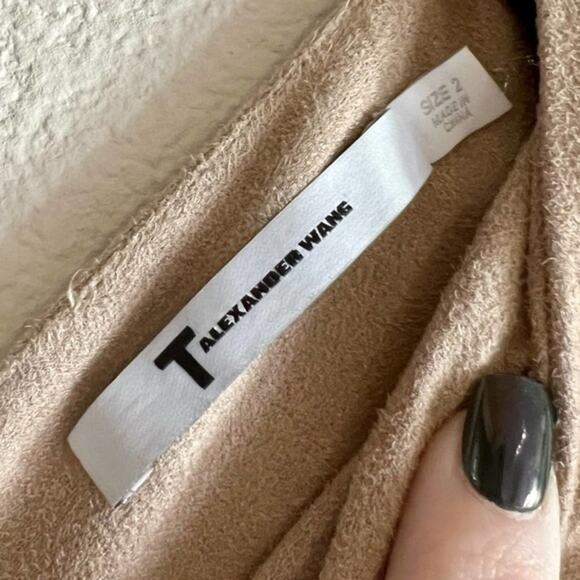 T ALEXANDER WANG
SIZE 2
MADE IN
CHINA